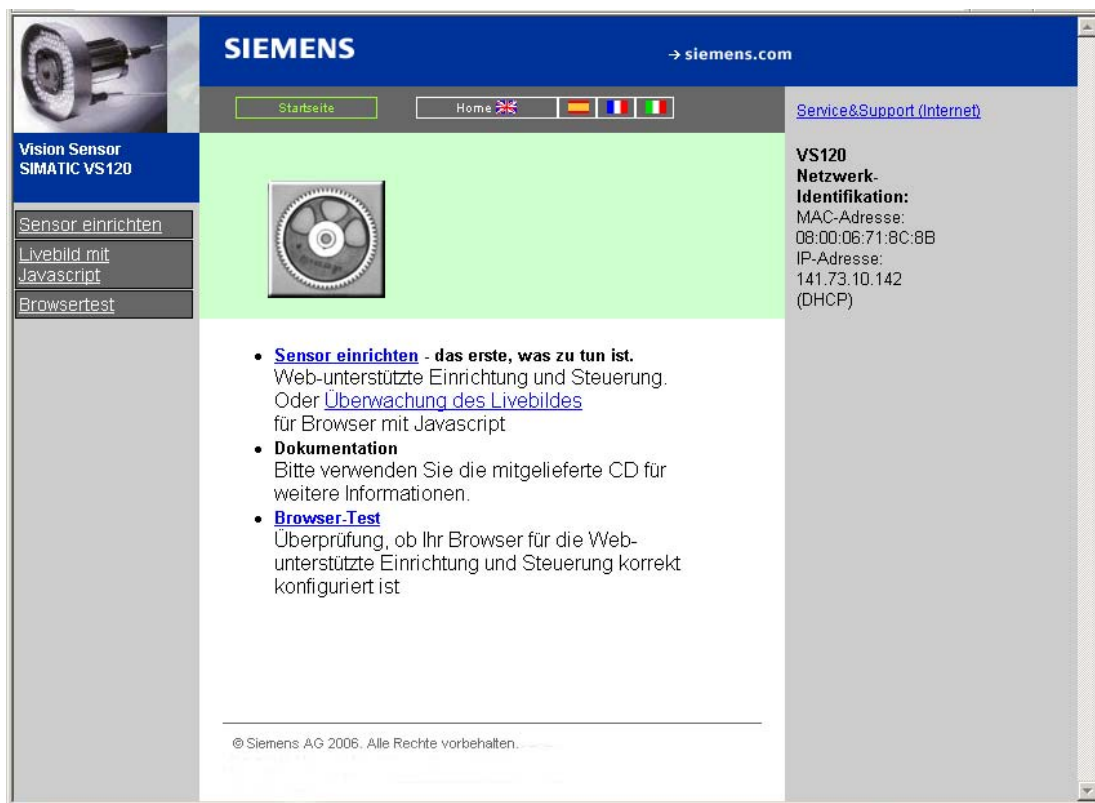 SIEMENS
→ siemens.com
Startseite
Home
Service&Support (Internet)
Vision Sensor
SIMATIC VS120
Sensor einrichten
Livebild mit
Javascript
Browsertest
VS120
Netzwerk-
Identifikation:
MAC-Adresse:
08:00:06:71:8C:8B
IP-Adresse:
141.73.10.142
(DHCP)
• Sensor einrichten - das erste, was zu tun ist.
Web-unterstützte Einrichtung und Steuerung.
Oder Überwachung des Livebildes
für Browser mit Javascript
• Dokumentation
Bitte verwenden Sie die mitgelieferte CD für
weitere Informationen.
• Browser-Test
Überprüfung, ob Ihr Browser für die Web-
unterstützte Einrichtung und Steuerung korrekt
konfiguriert ist
© Siemens AG 2006. Alle Rechte vorbehalten.